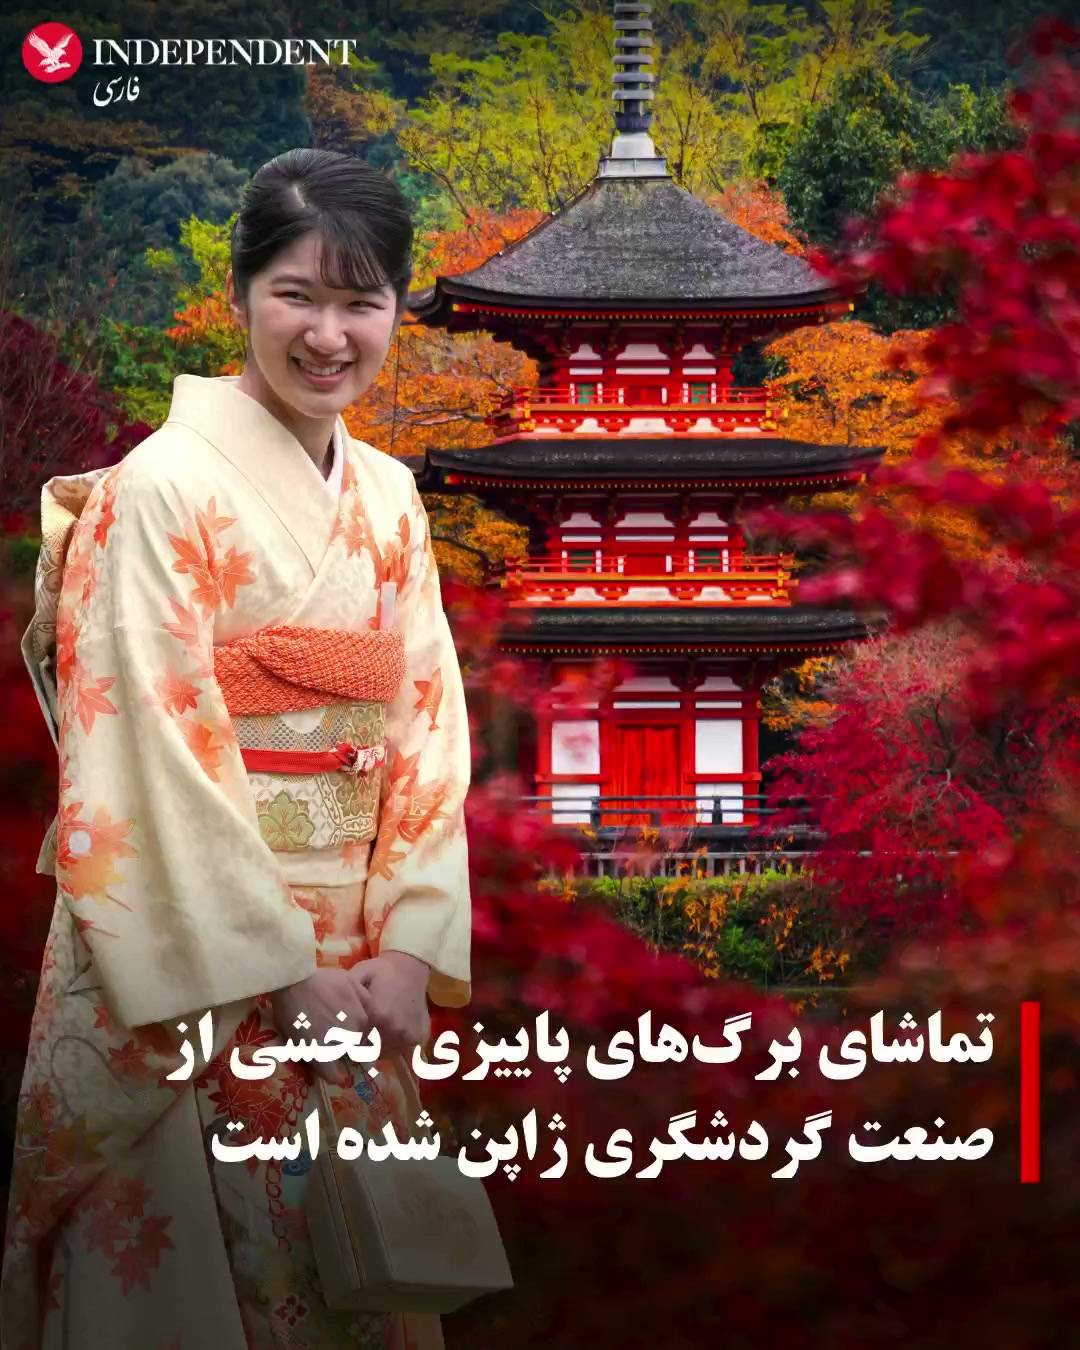 INDEPENDENT
فارسی
تماشای برگ‌های پاییزی بخشی از
صنعت گردشگری ژاپن شده است